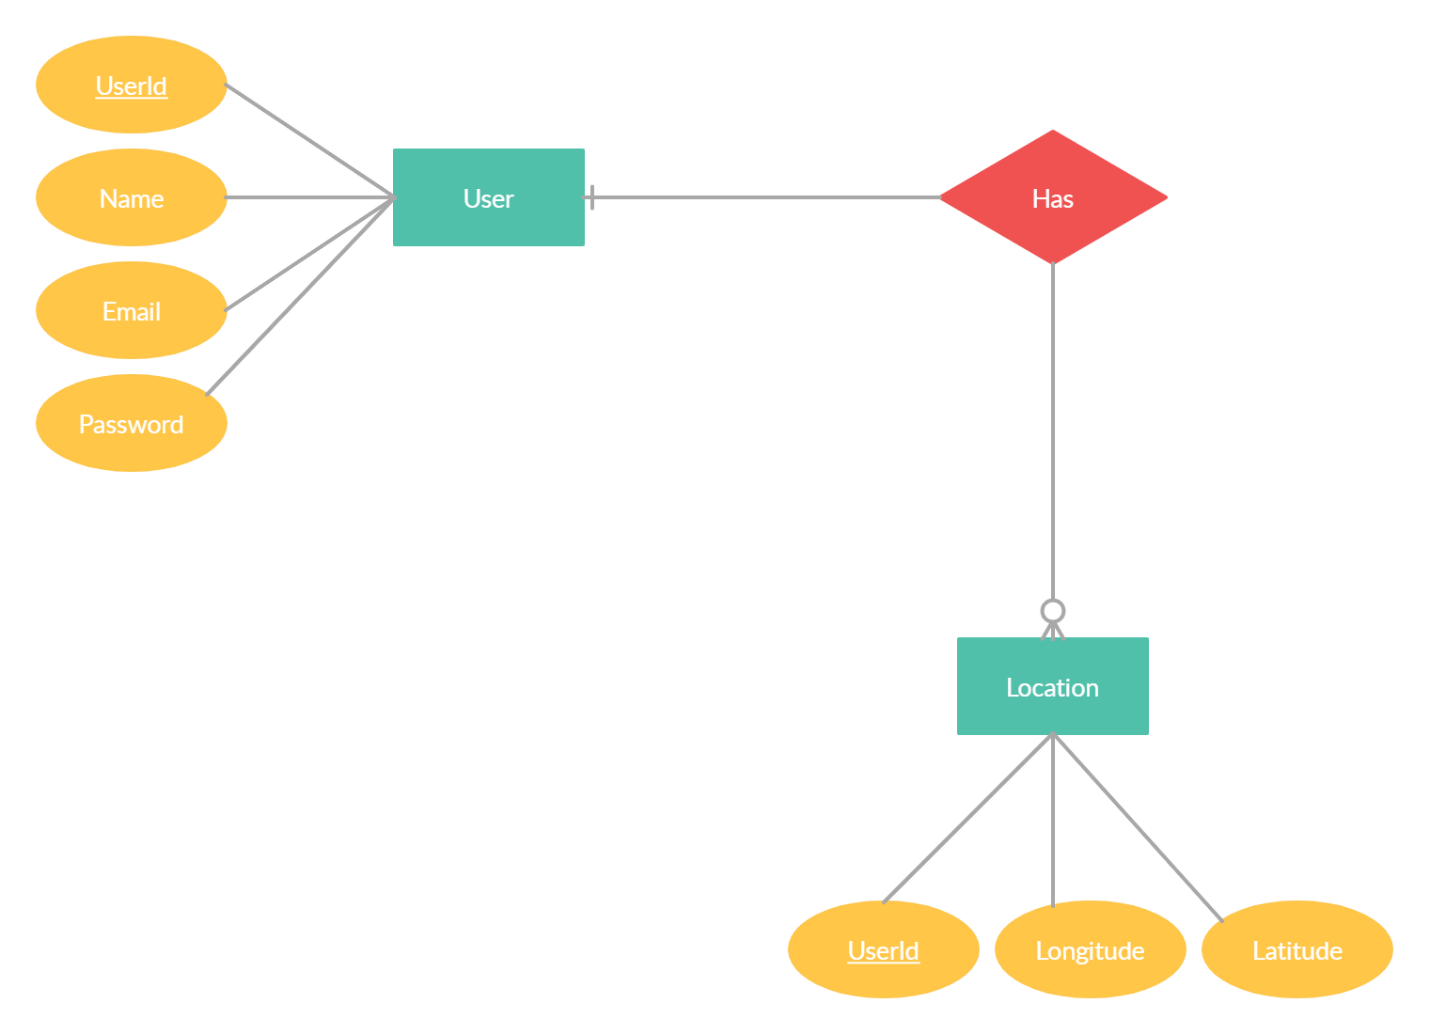 UserId
Name
User
Has
Email
Password
Location
UserId
Longitude
Latitude